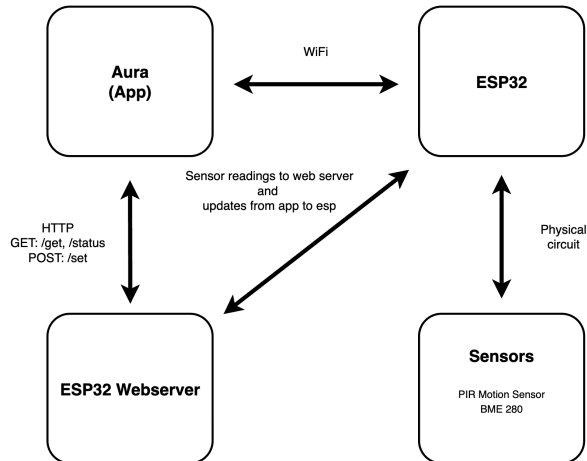 Aura
(App)
WiFi
ESP32
Sensor readings to web server
and
updates from app to esp
HTTP
GET: /get, /status
POST: /set
Physical
circuit
ESP32 Webserver
Sensors
PIR Motion Sensor
BME 280